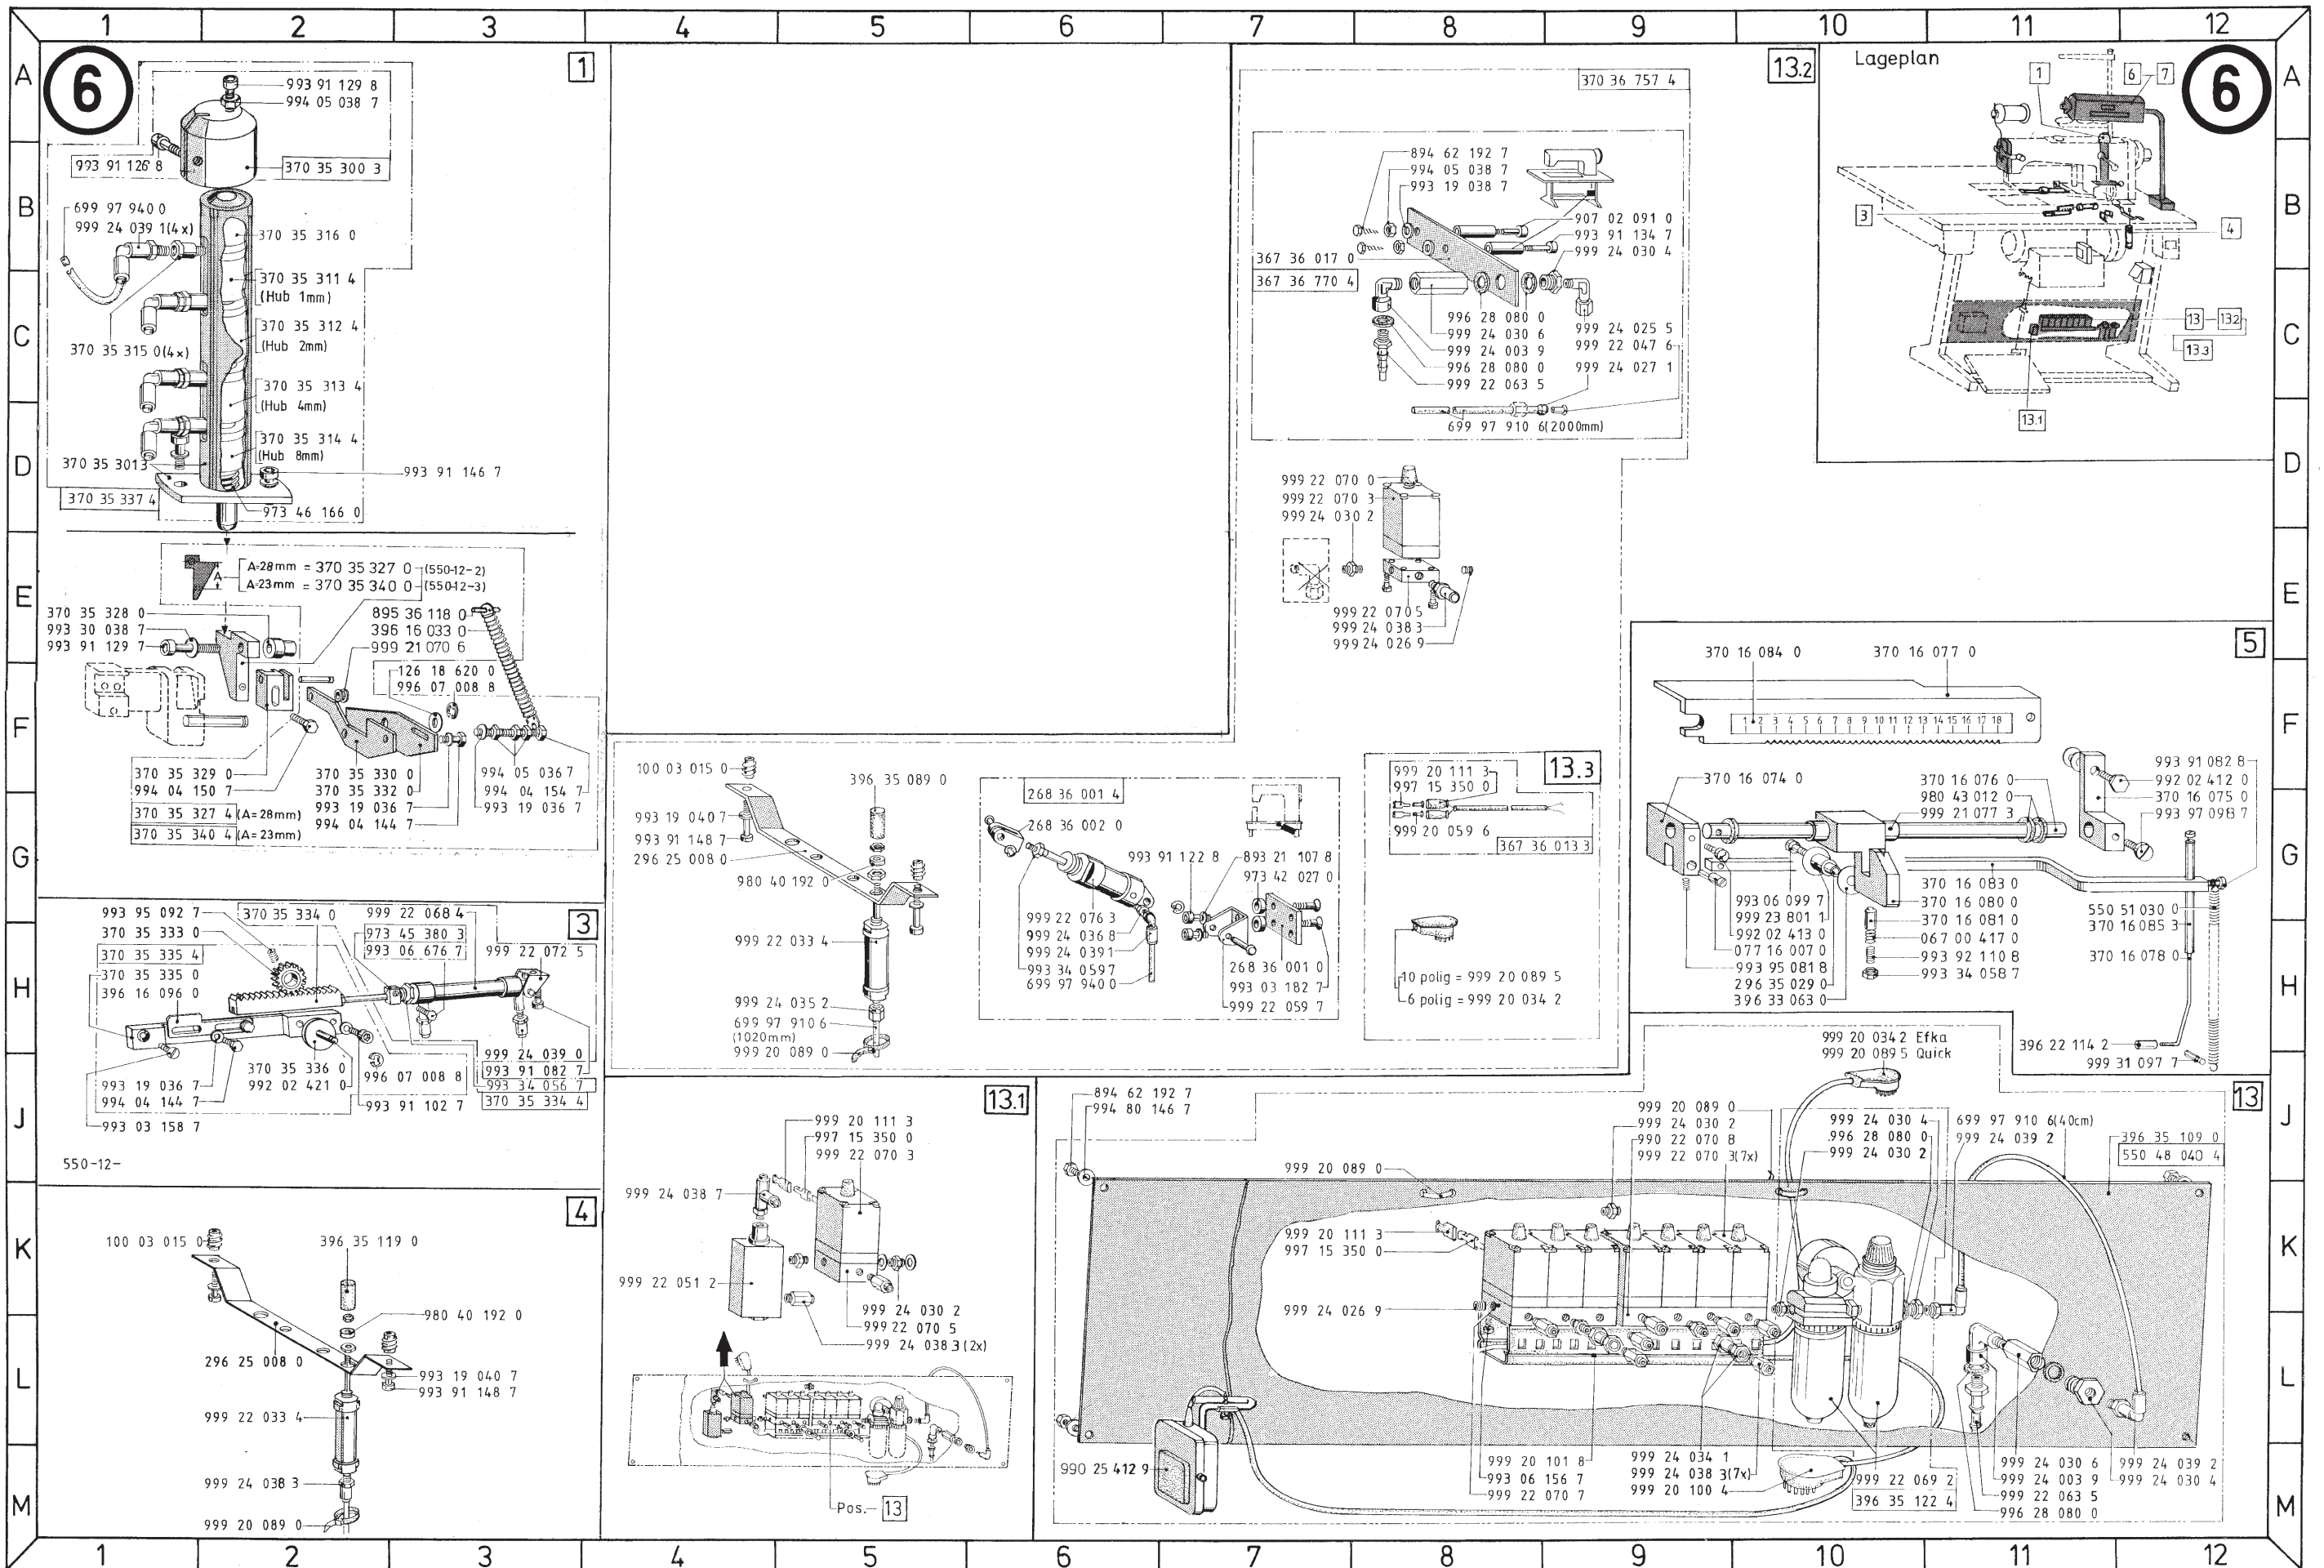 1 2 3 4 5 6 7 8 9 10 11 12
A
B
C
D
E
F
G
H
J
K
L
M
6
1
993 91 129 8
994 05 038 7
993 91 126 8
370 35 300 3
699 97 940 0
999 24 039 1(4x)
370 35 316 0
370 35 311 4
(Hub 1mm)
370 35 312 4
(Hub 2mm)
370 35 315 0(4x)
370 35 313 4
(Hub 4mm)
370 35 314 4
(Hub 8mm)
370 35 3013
993 91 146 7
370 35 337 4
973 46 166 0
A
A=28mm = 370 35 327 0 (550-12-2)
A=23mm = 370 35 340 0 (550-12-3)
370 35 328 0
993 30 038 7
993 91 129 7
895 36 118 0
396 16 033 0
999 21 070 6
126 18 620 0
996 07 008 8
370 35 329 0
994 04 150 7
370 35 327 4 (A=28mm)
370 35 340 4 (A=23mm)
370 35 330 0
370 35 332 0
993 19 036 7
994 04 144 7
994 05 036 7
994 04 154 7
993 19 036 7
3
993 95 092 7
370 35 333 0
370 35 335 4
370 35 335 0
396 16 096 0
370 35 334 0
999 22 068 4
973 45 380 3
993 06 676 7
999 22 072 5
993 19 036 7
994 04 144 7
993 03 158 7
370 35 336 0
992 02 421 0
996 07 008 8
993 91 102 7
999 24 039 0
993 91 082 7
993 34 056 7
370 35 334 4
550-12-
4
100 03 015 0
396 35 119 0
980 40 192 0
296 25 008 0
993 19 040 7
993 91 148 7
999 22 033 4
999 24 038 3
999 20 089 0
13.2
370 36 757 4
894 62 192 7
994 05 038 7
993 19 038 7
907 02 091 0
993 91 134 7
999 24 030 4
367 36 017 0
367 36 770 4
996 28 080 0
999 24 030 6
999 24 003 9
996 28 080 0
999 22 063 5
999 24 025 5
999 22 047 6
999 24 027 1
699 97 910 6(2000mm)
999 22 070 0
999 22 070 3
999 24 030 2
999 22 070 5
999 24 038 3
999 24 026 9
Lageplan
6
1
6
7
3
4
13
13.2
13.3
13.1
100 03 015 0
396 35 089 0
993 19 040 7
993 91 148 7
296 25 008 0
980 40 192 0
999 22 033 4
999 24 035 2
699 97 910 6
(1020mm)
999 20 089 0
268 36 001 4
268 36 002 0
993 91 122 8
893 21 107 8
973 42 027 0
999 22 076 3
999 24 036 8
999 24 039 1
993 34 059 7
699 97 940 0
268 36 001 0
993 03 182 7
999 22 059 7
13.3
999 20 111 3
997 15 350 0
999 20 059 6
367 36 013 3
10 polig = 999 20 089 5
6 polig = 999 20 034 2
5
370 16 084 0
370 16 077 0
1 2 3 4 5 6 7 8 9 10 11 12 13 14 15 16 17 18
370 16 074 0
370 16 076 0
980 43 012 0
999 21 077 3
993 91 082 8
992 02 412 0
370 16 075 0
993 97 098 7
993 06 099 7
999 23 801 1
992 02 413 0
077 16 007 0
993 95 081 8
296 35 029 0
396 33 063 0
370 16 083 0
370 16 080 0
370 16 081 0
067 00 417 0
993 92 110 8
993 34 058 7
550 51 030 0
370 16 085 3
370 16 078 0
396 22 114 2
999 31 097 7
13.1
999 20 111 3
997 15 350 0
999 22 070 3
999 24 038 7
999 22 051 2
999 24 030 2
999 22 070 5
999 24 038 3 (2x)
Pos. 13
13
894 62 192 7
994 80 146 7
999 20 034 2 Efka
999 20 089 5 Quick
999 20 089 0
999 24 030 2
990 22 070 8
999 22 070 3(7x)
999 24 030 4
996 28 080 0
999 24 030 2
699 97 910 6(40cm)
999 24 039 2
396 35 109 0
550 48 040 4
999 20 089 0
999 20 111 3
997 15 350 0
999 24 026 9
990 25 412 9
999 20 101 8
993 06 156 7
999 22 070 7
999 24 034 1
999 24 038 3(7x)
999 20 100 4
999 22 069 2
396 35 122 4
999 24 030 6
999 24 003 9
999 22 063 5
996 28 080 0
999 24 039 2
999 24 030 4
A
B
C
D
E
F
G
H
J
K
L
M
1 2 3 4 5 6 7 8 9 10 11 12